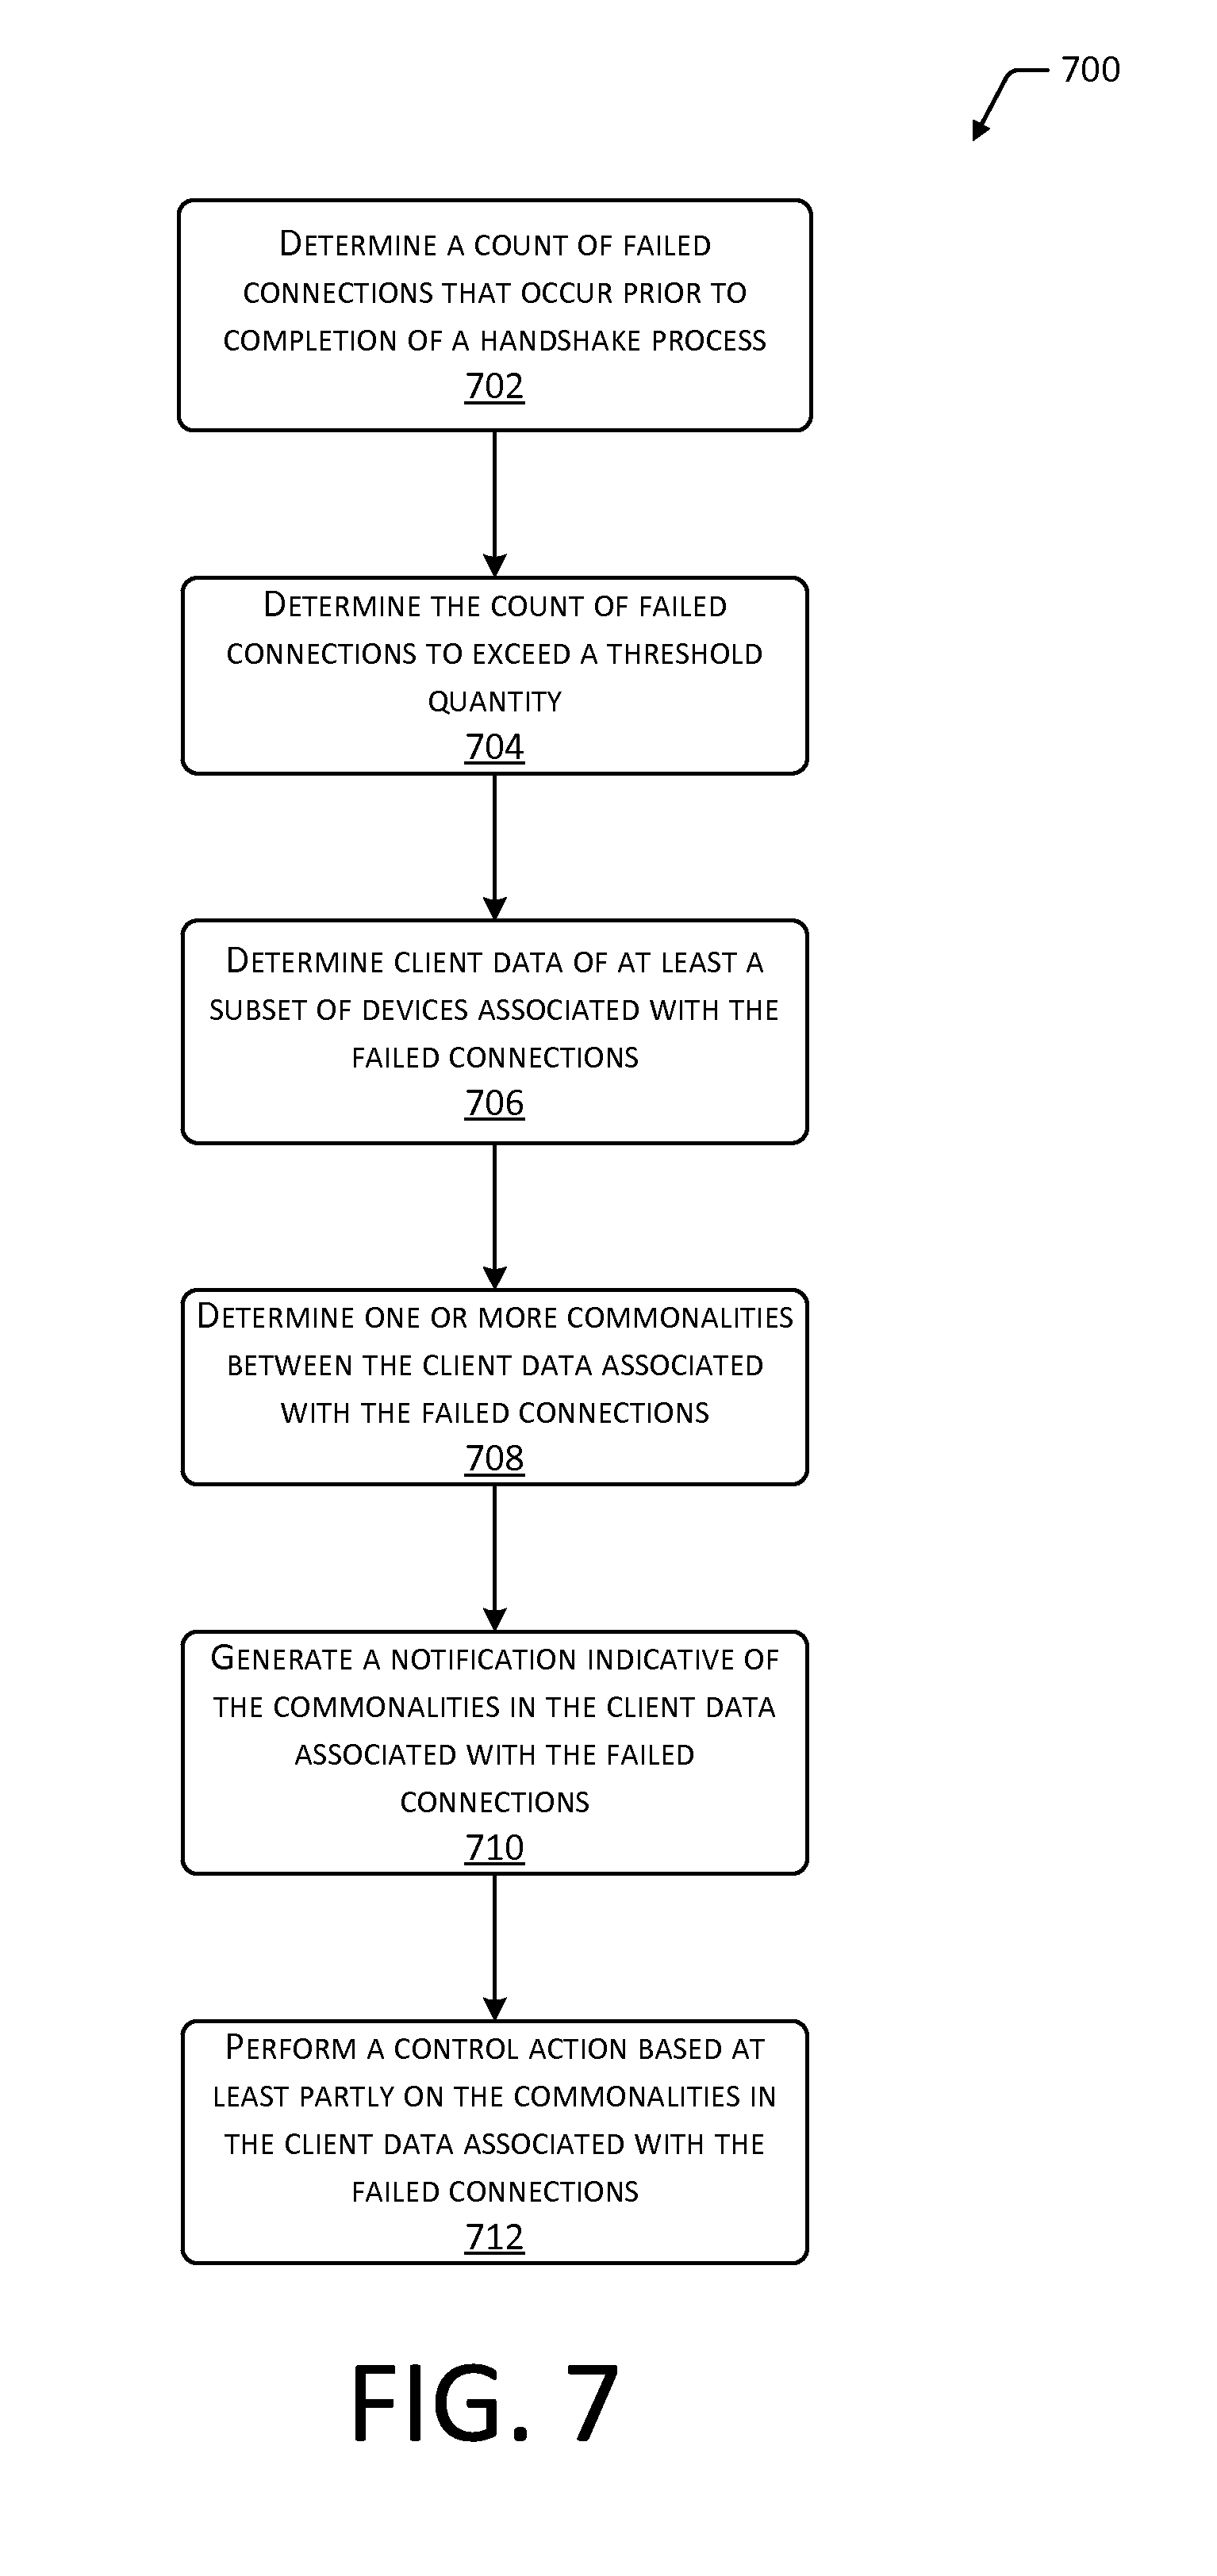 700
DETERMINE A COUNT OF FAILED
CONNECTIONS THAT OCCUR PRIOR TO
COMPLETION OF A HANDSHAKE PROCESS
702
DETERMINE THE COUNT OF FAILED
CONNECTIONS TO EXCEED A THRESHOLD
QUANTITY
704
DETERMINE CLIENT DATA OF AT LEAST A
SUBSET OF DEVICES ASSOCIATED WITH THE
FAILED CONNECTIONS
706
DETERMINE ONE OR MORE COMMONALITIES
BETWEEN THE CLIENT DATA ASSOCIATED
WITH THE FAILED CONNECTIONS
708
GENERATE A NOTIFICATION INDICATIVE OF
THE COMMONALITIES IN THE CLIENT DATA
ASSOCIATED WITH THE FAILED
CONNECTIONS
710
PERFORM A CONTROL ACTION BASED AT
LEAST PARTLY ON THE COMMONALITIES IN
THE CLIENT DATA ASSOCIATED WITH THE
FAILED CONNECTIONS
712
FIG. 7